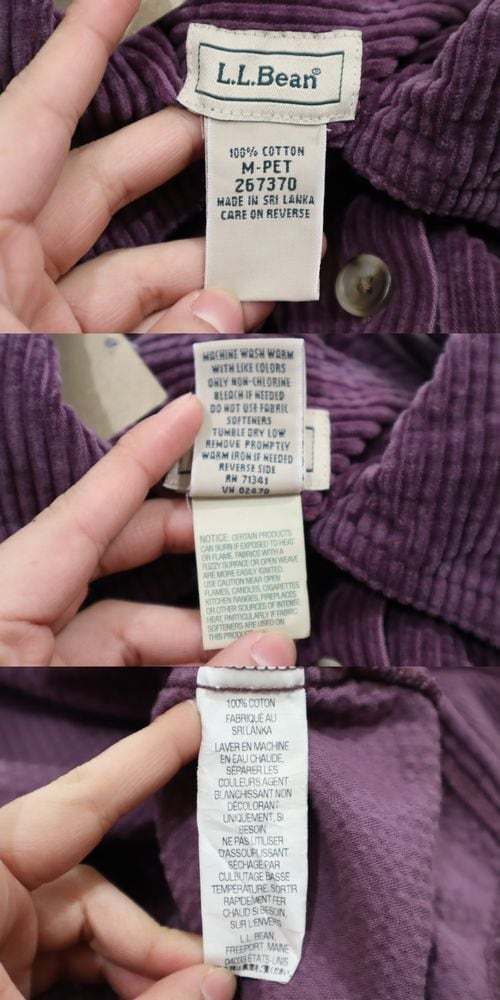 L.L.Bean®
100% COTTON
M-PET
267370
MADE IN SRI LANKA
CARE ON REVERSE
MACHINE WASH WARM
WITH LIKE COLORS
ONLY NON-CHLORINE
BLEACH IF NEEDED
DO NOT USE FABRIC
SOFTENERS
TUMBLE DRY LOW
REMOVE PROMPTLY
WARM IRON IF NEEDED
REVERSE SIDE
RN 71341
VN 02470
NOTICE: CERTAIN PRODUCTS
CAN BURN IF EXPOSED TO HEAT
OR FLAME. FABRICS WITH A
FUZZY SURFACE OR OPEN WEAVE
ARE MORE EASILY IGNITED.
USE CAUTION NEAR OPEN
FLAMES, CANDLES, CIGARETTES
KITCHEN RANGES, FIREPLACES
OR OTHER SOURCES OF INTENSE
HEAT, PARTICULARLY IF FABRIC
SOFTENERS ARE USED ON
THIS PRODUCT
100% COTON
FABRIQUÉ AU
SRI LANKA
LAVER EN MACHINE
EN EAU CHAUDE,
SÉPARER LES
COULEURS AGENT
BLANCHISSANT NON
DÉCOLORANT
UNIQUEMENT, SI
BESOIN
NE PAS UTILISER
D'ASSOUPLISSANT
SÉCHAGE PAR
CULBUTAGE BASSE
TEMPÉRATURE, SORTIR
RAPIDEMENT FER
CHAUD SI BESOIN,
SUR L'ENVERS
L.L. BEAN,
FREEPORT, MAINE
04033 ÉTATS-UNIS